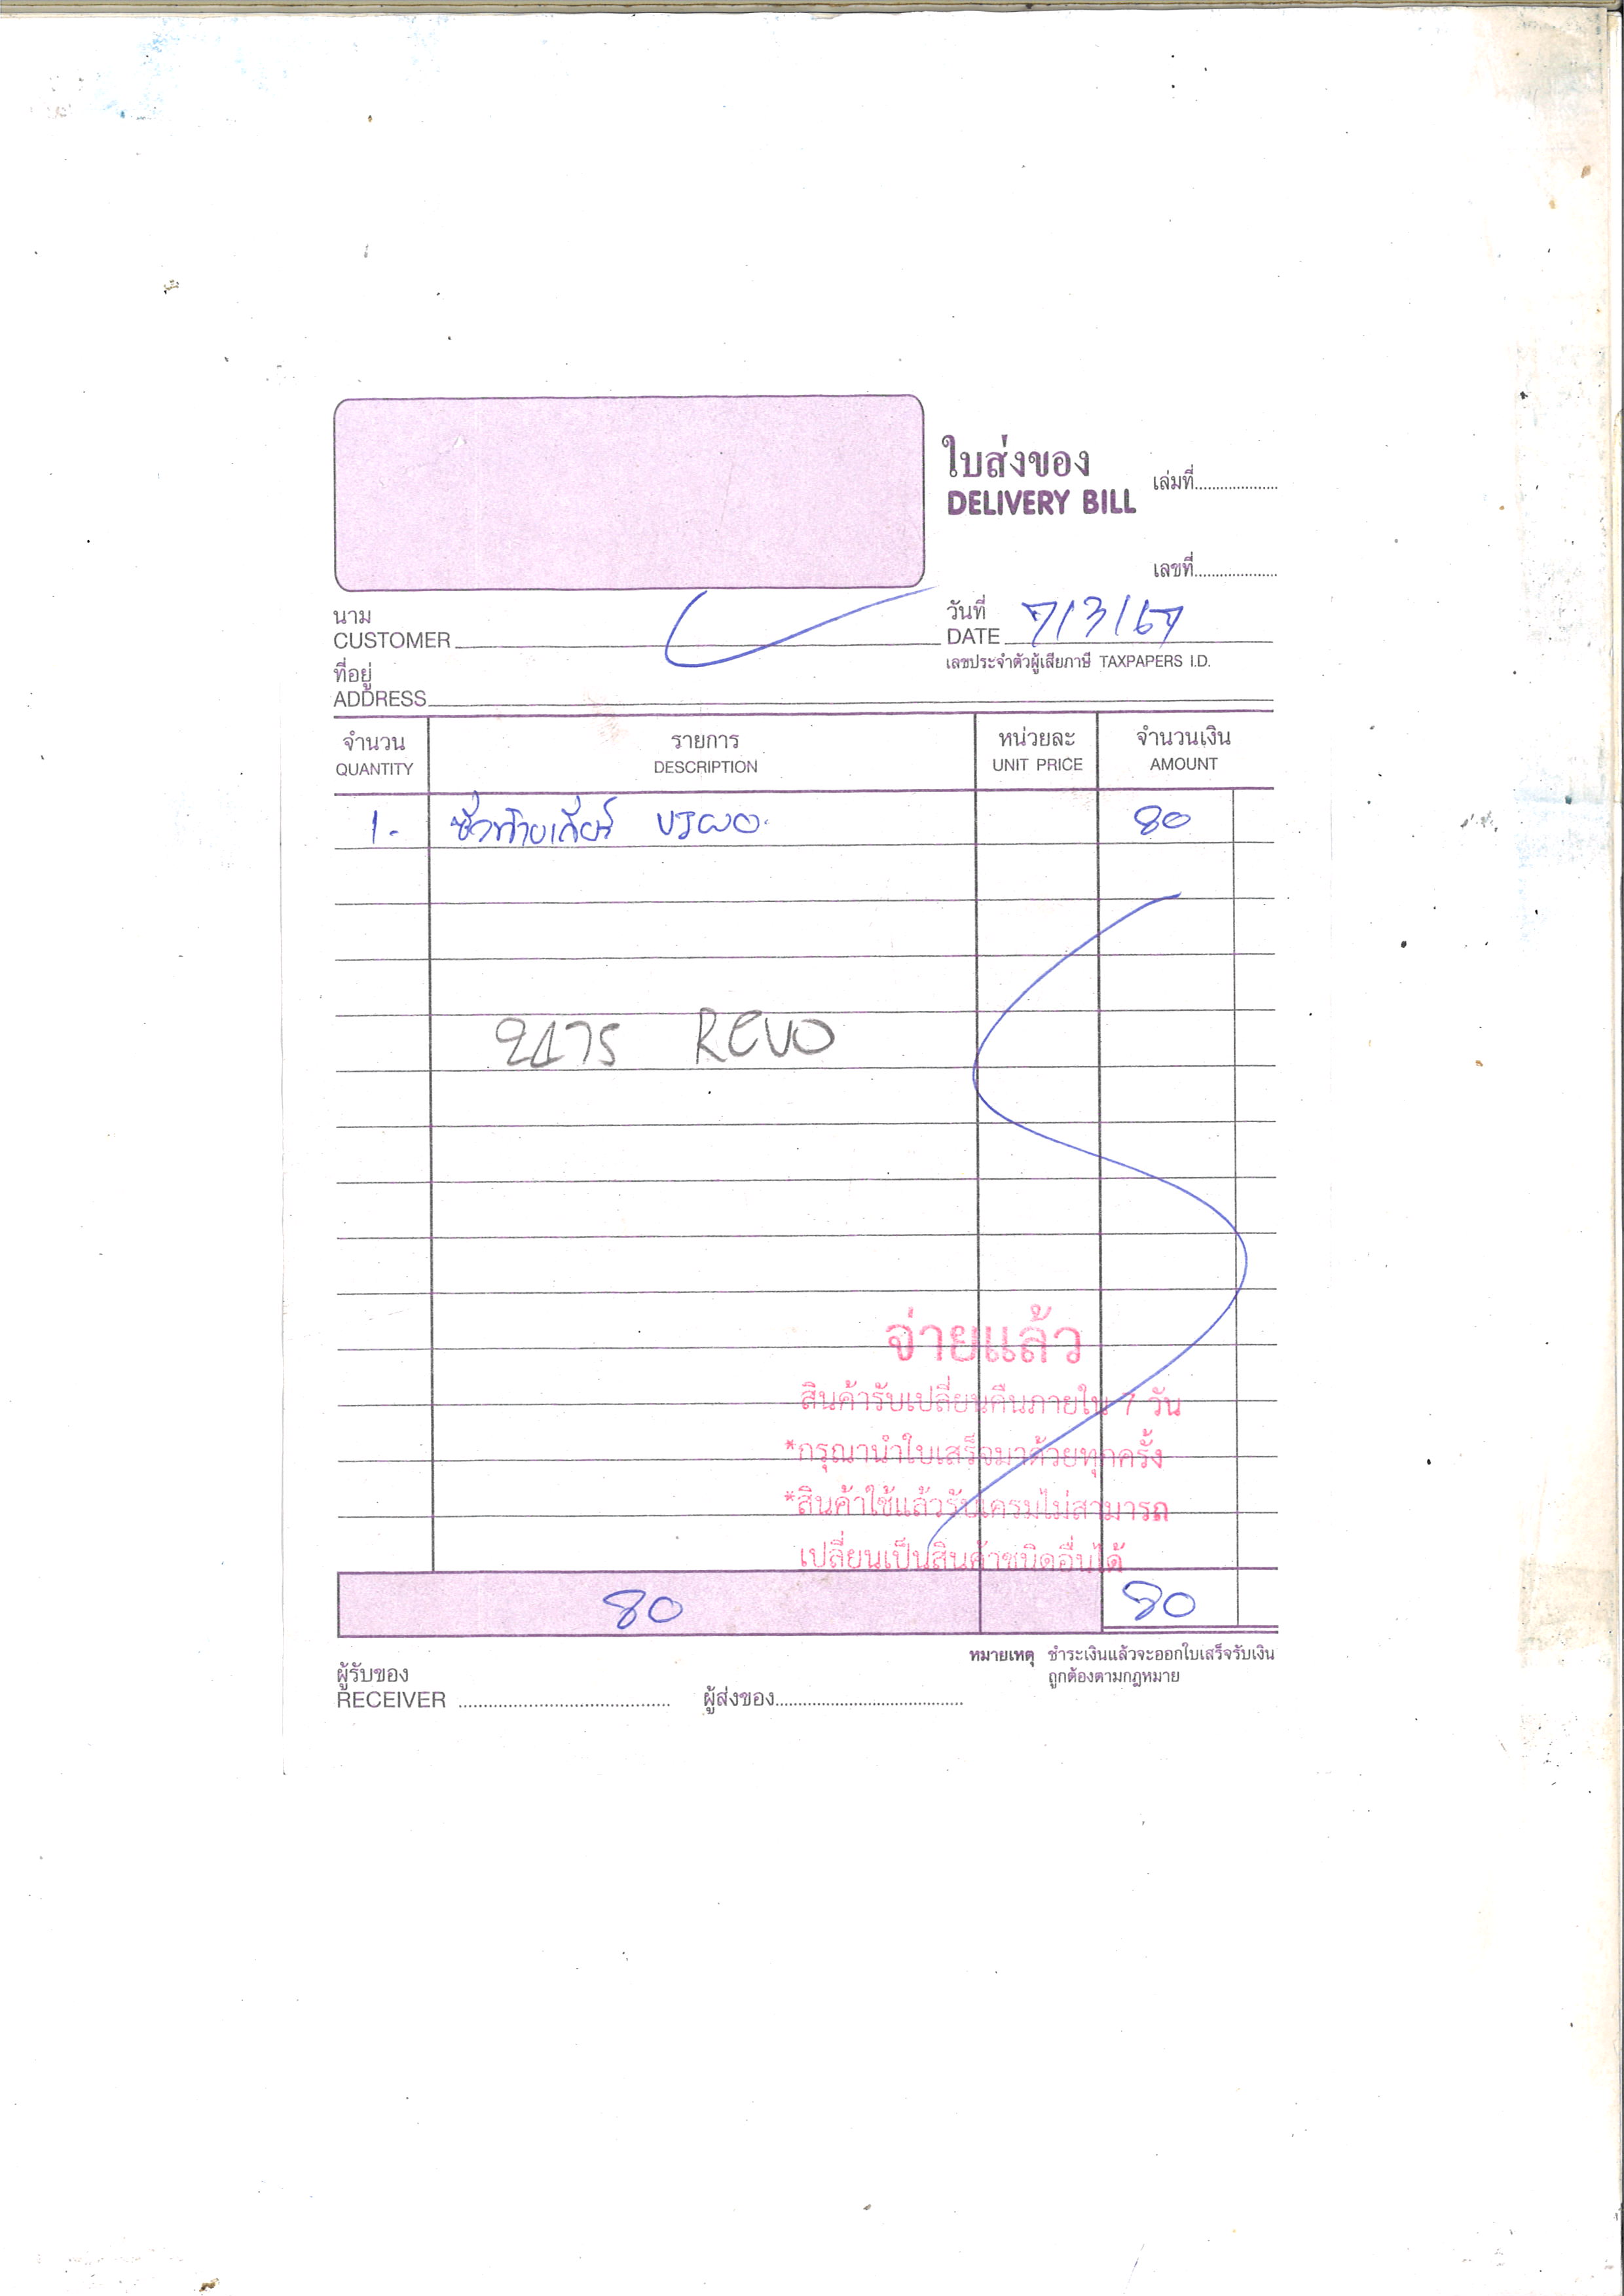 ใบส่งของ
DELIVERY BILL
เล่มที่....................
เลขที่....................
นาม
CUSTOMER
วันที่
DATE 7/3/67
เลขประจำตัวผู้เสียภาษี TAXPAPERS I.D.
ที่อยู่
ADDRESS
จำนวน รายการ หน่วยละ จำนวนเงิน
QUANTITY DESCRIPTION UNIT PRICE AMOUNT
1. 80
2175 REVO
จ่ายแล้ว
สินค้ารับเปลี่ยนคืนภายใน 7 วัน
*กรุณานำใบเสร็จมาด้วยทุกครั้ง
*สินค้าใช้แล้วรับเครมไม่สามารถ
เปลี่ยนเป็นสินค้าชนิดอื่นได้
80 80
หมายเหตุ ชำระเงินแล้วจะออกใบเสร็จรับเงิน
ถูกต้องตามกฎหมาย
ผู้รับของ
RECEIVER .......................................... ผู้ส่งของ.......................................